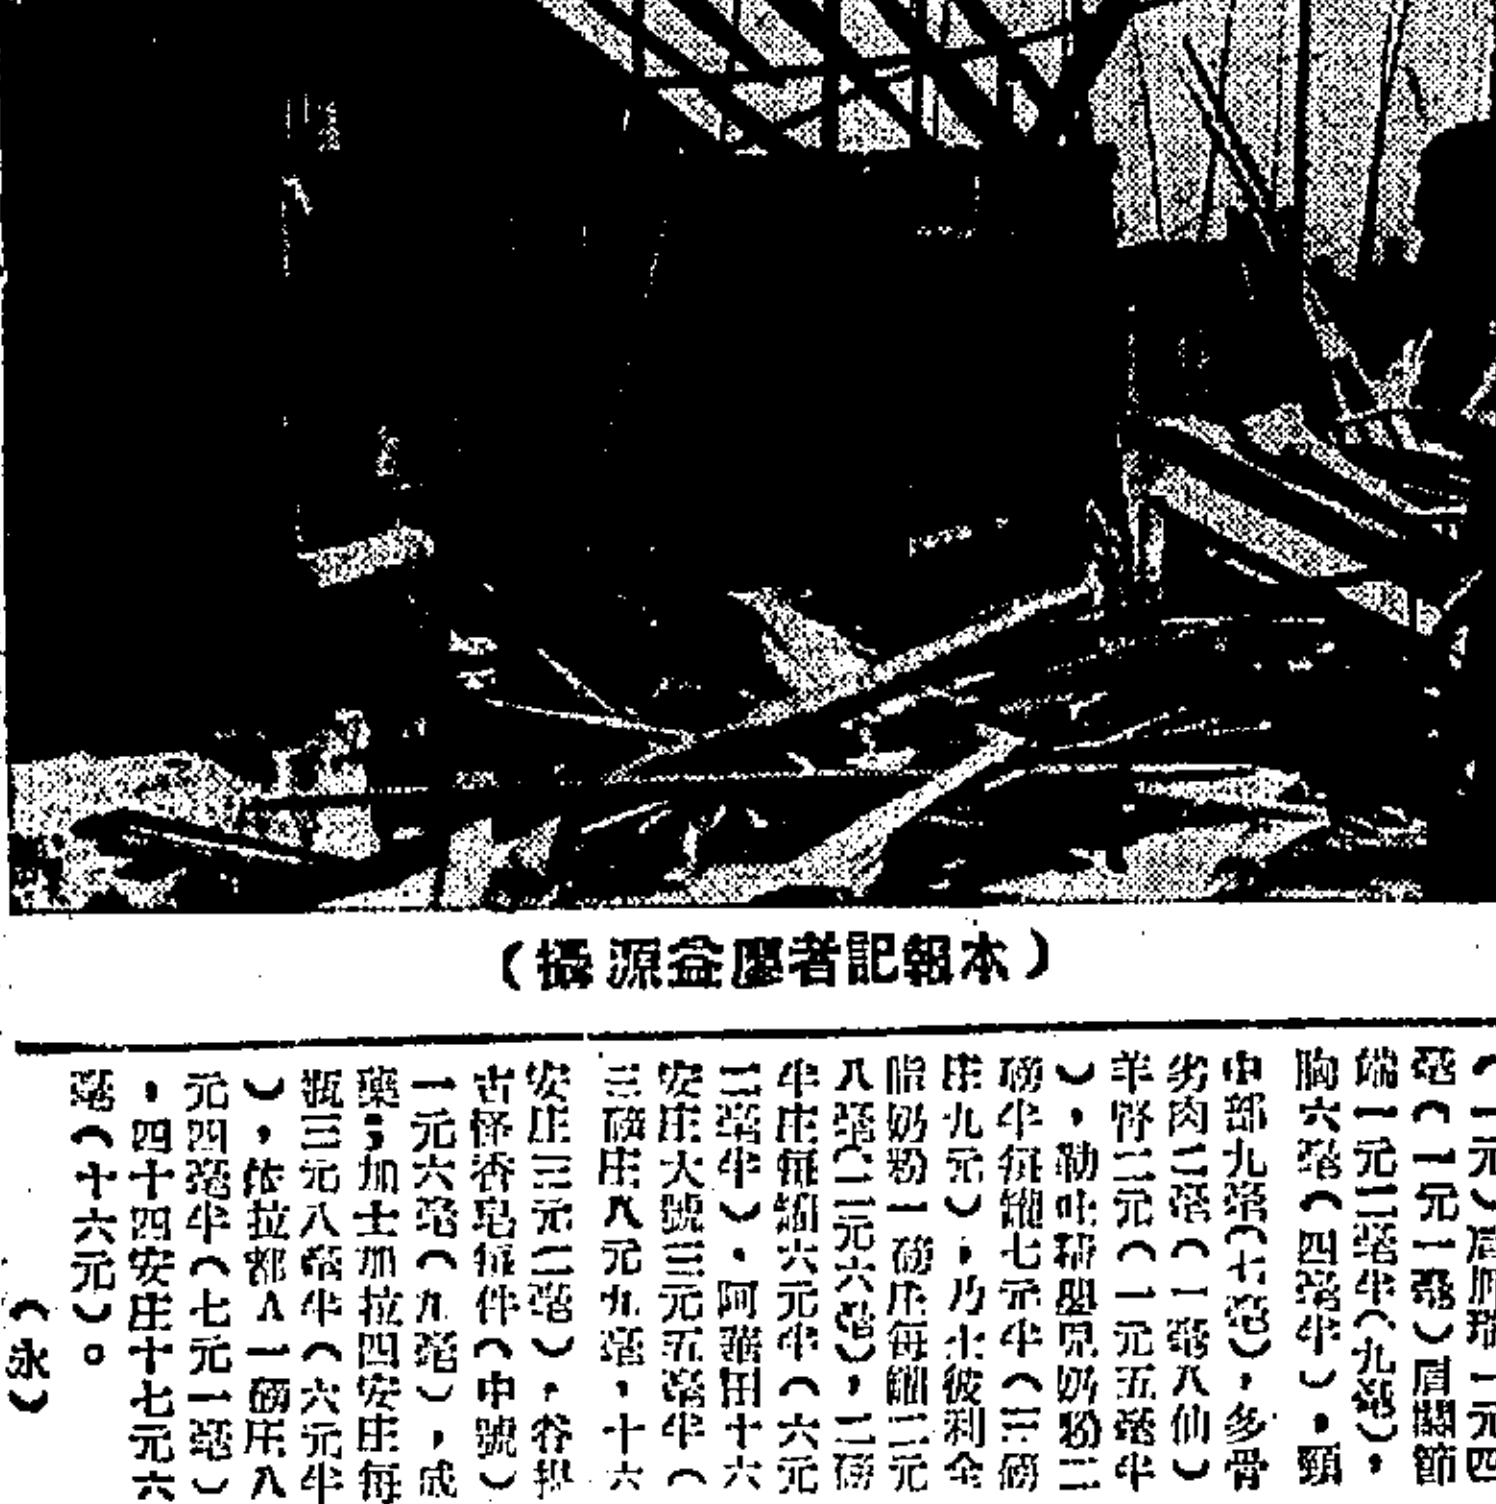 （本報記者廖益源攝）
（一元）一元四
毫（一元一毫）肩關節
端一元二毫半（九毫），
胸六毫（四毫半），頸
中部九毫（七毫），多骨
劣肉二毫（一毫八仙）
羊腎二元（一元五毫半
），勒吐精嬰兒奶粉二
磅半每罐七元半（三磅
庄九元），乃士彼利全
脂奶粉一磅庄每罐二元
八毫（二元六毫），二磅
半庄每罐六元半（六元
二毫半），阿華田十六
安庄大號三元五毫半（
三磅庄八元九毫，十六
安庄三元二毫），谷
古怪香皂每件（中號）
一元六毫（九毫），威
藥；加士加拉四安庄每
瓶三元八毫半（六元半
），依拉都A一磅庄八
元四毫半（七元一毫）
，四十四安庄十七元六
毫（十六元）。
（永）